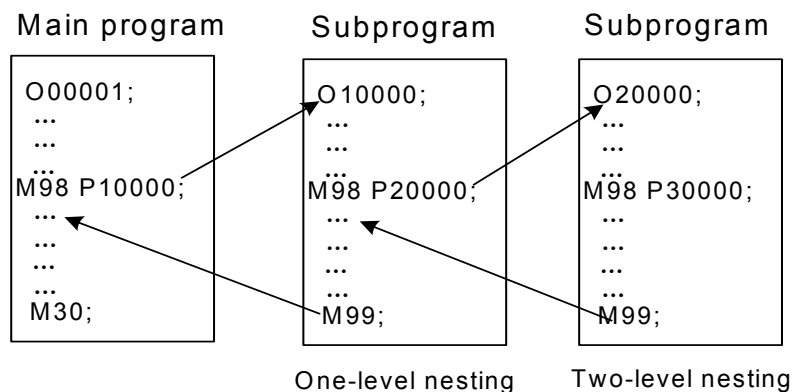 Main program
O00001;
...
...
...
M98 P10000;
...
...
...
...
M30;
Subprogram
O10000;
...
...
...
M98 P20000;
...
...
...
...
M99;
One-level nesting
Subprogram
O20000;
...
...
...
M98 P30000;
...
...
...
...
M99;
Two-level nesting